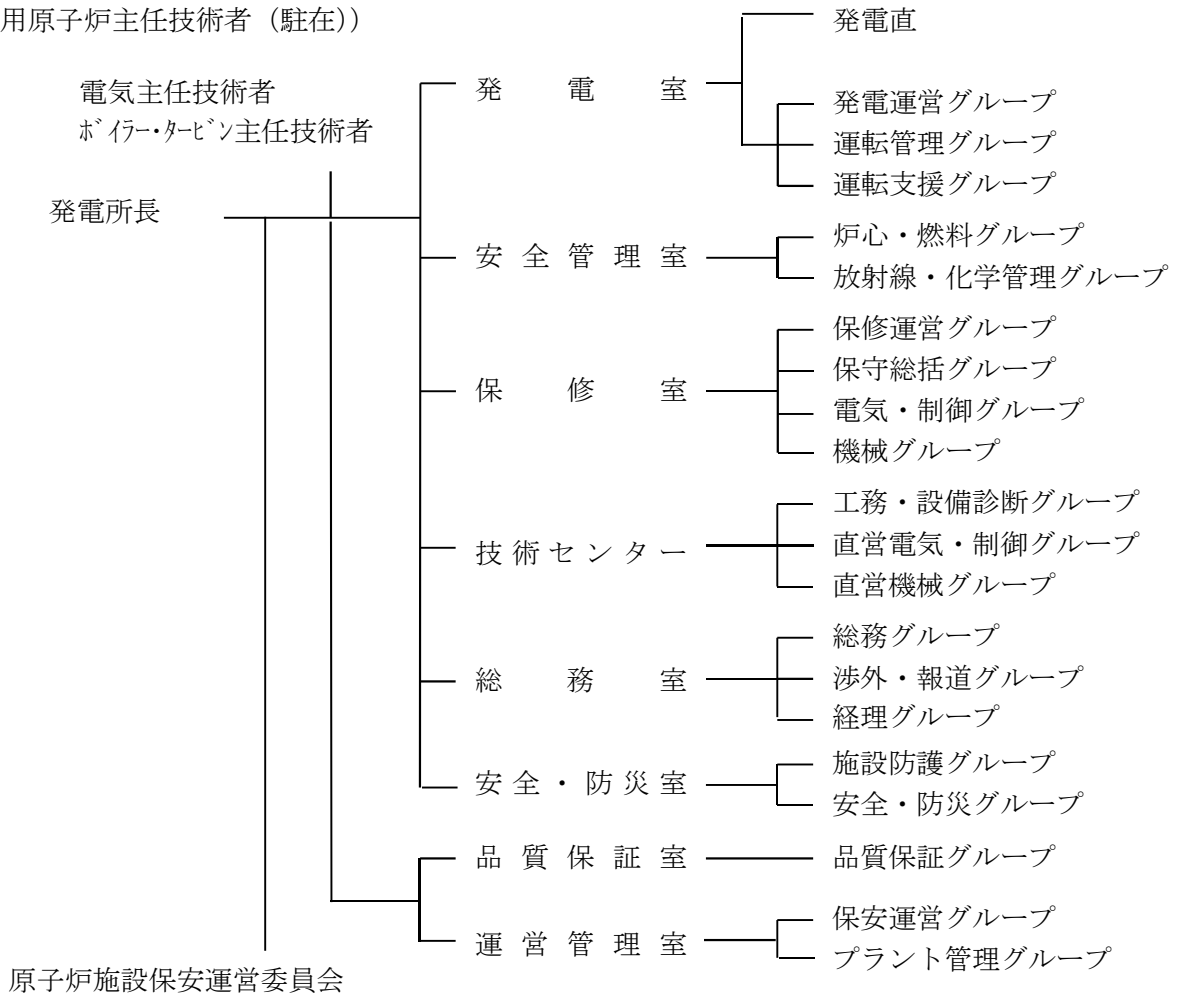 用原子炉主任技術者（駐在））
電気主任技術者
ﾎﾞｲﾗｰ・ﾀｰﾋﾞﾝ主任技術者
発電所長
原子炉施設保安運営委員会
発電室
発電直
発電運営グループ
運転管理グループ
運転支援グループ
安全管理室
炉心・燃料グループ
放射線・化学管理グループ
保修室
保修運営グループ
保守総括グループ
電気・制御グループ
機械グループ
技術センター
工務・設備診断グループ
直営電気・制御グループ
直営機械グループ
総務室
総務グループ
渉外・報道グループ
経理グループ
安全・防災室
施設防護グループ
安全・防災グループ
品質保証室
品質保証グループ
運営管理室
保安運営グループ
プラント管理グループ